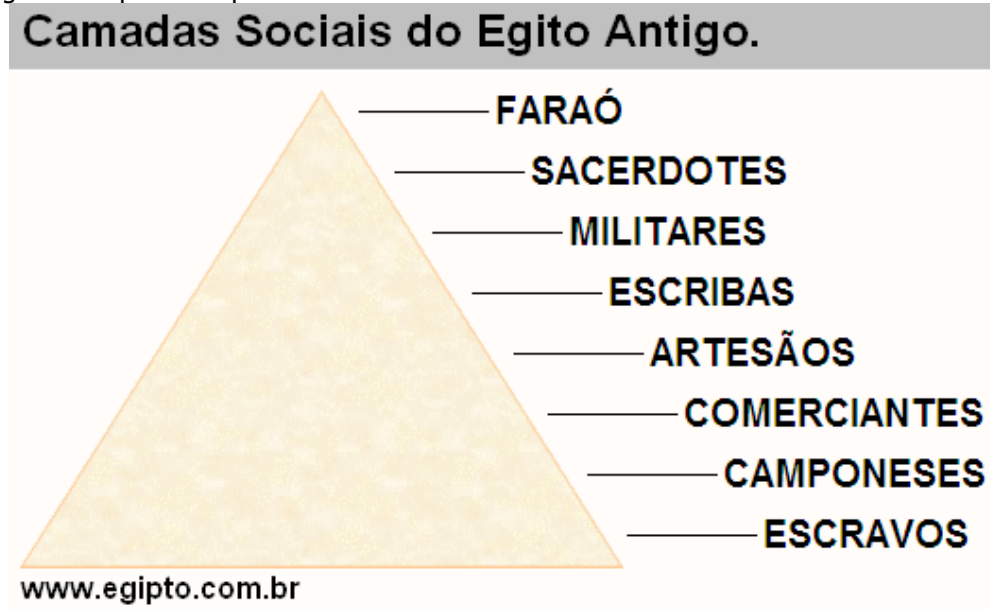 Camadas Sociais do Egito Antigo.
FARAÓ
SACERDOTES
MILITARES
ESCRIBAS
ARTESÃOS
COMERCIANTES
CAMPONESES
ESCRAVOS
www.egipto.com.br